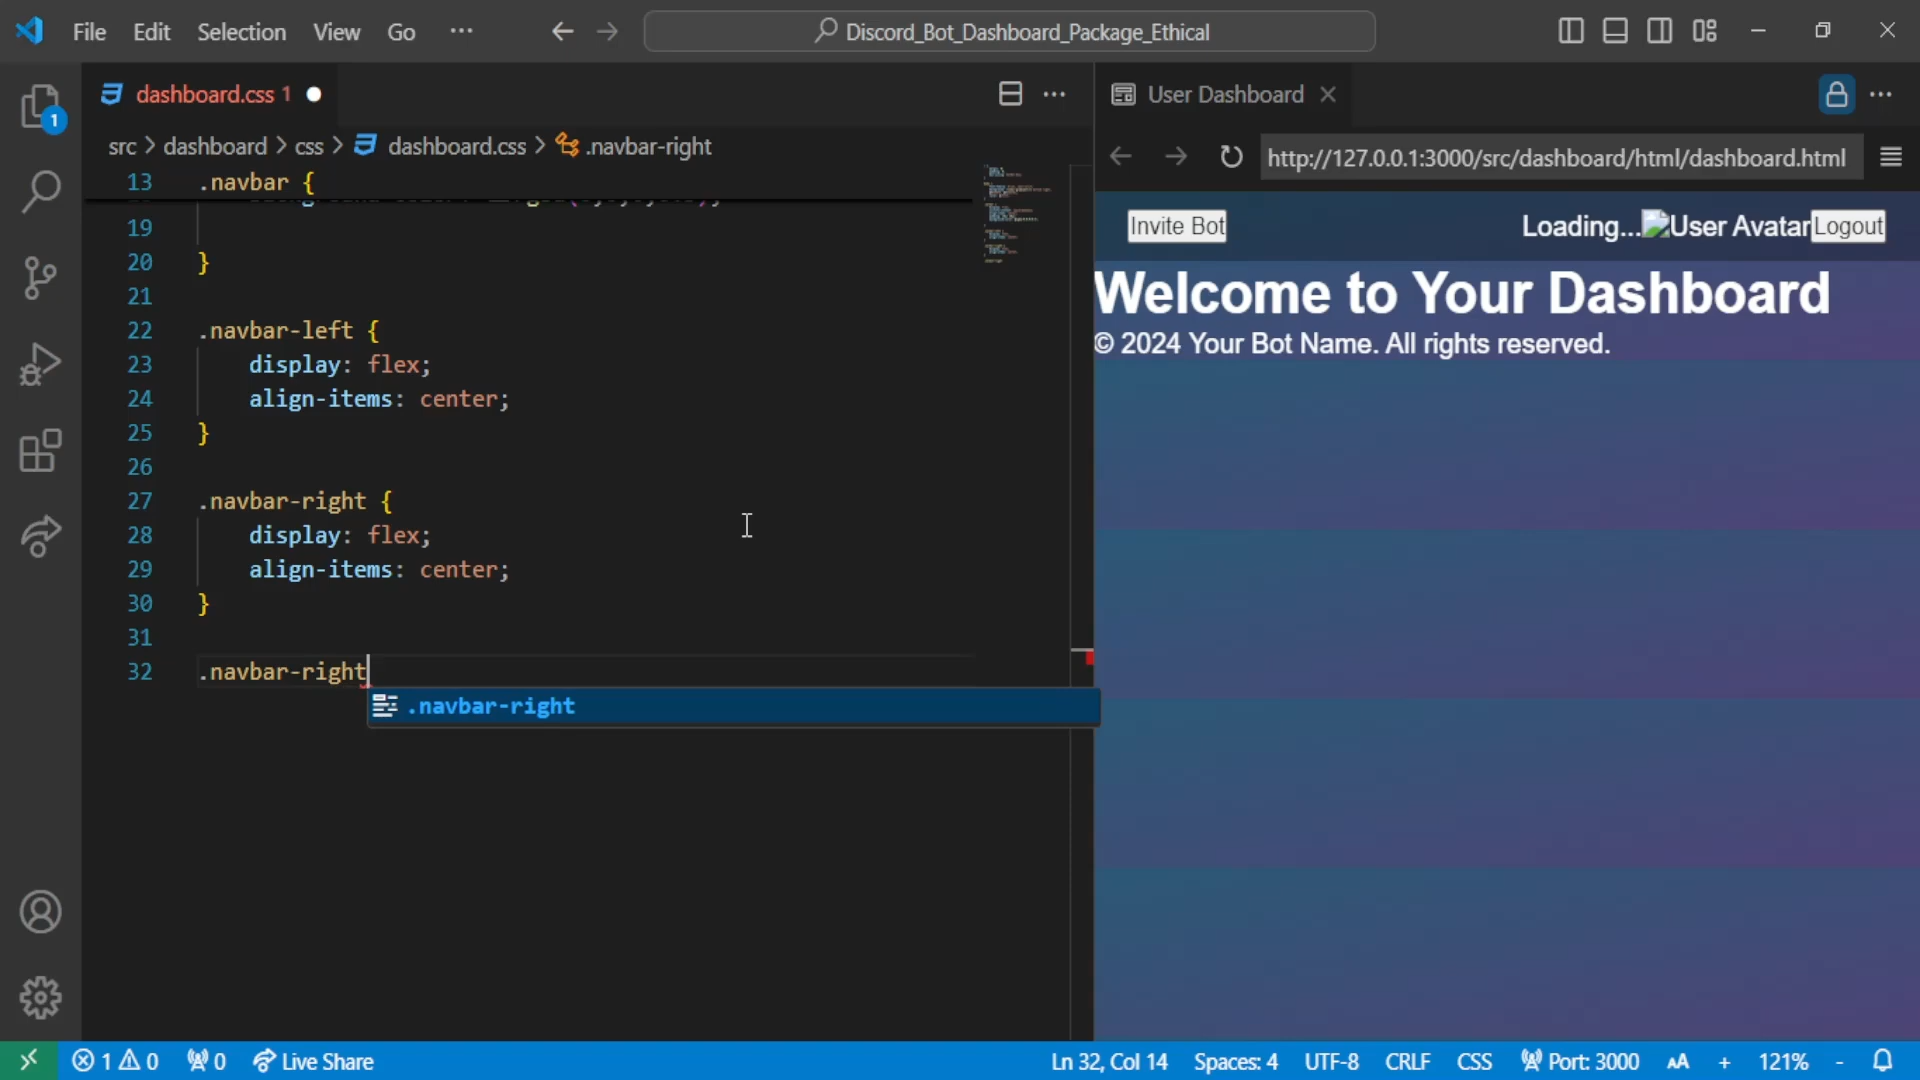 File Edit Selection View Go ··· Discord_Bot_Dashboard_Package_Ethical
dashboard.css 1
User Dashboard
src > dashboard > css > dashboard.css > .navbar-right
http://127.0.0.1:3000/src/dashboard/html/dashboard.html
1
13 .navbar {
19
20 }
21
22 .navbar-left {
23 display: flex;
24 align-items: center;
25 }
26
27 .navbar-right {
28 display: flex;
29 align-items: center;
30 }
31
32 .navbar-right
.navbar-right
Invite Bot
Loading...User Avatar
Logout
Welcome to Your Dashboard
© 2024 Your Bot Name. All rights reserved.
1 0 0 Live Share
Ln 32, Col 14 Spaces: 4 UTF-8 CRLF CSS Port: 3000 AA + 121% -